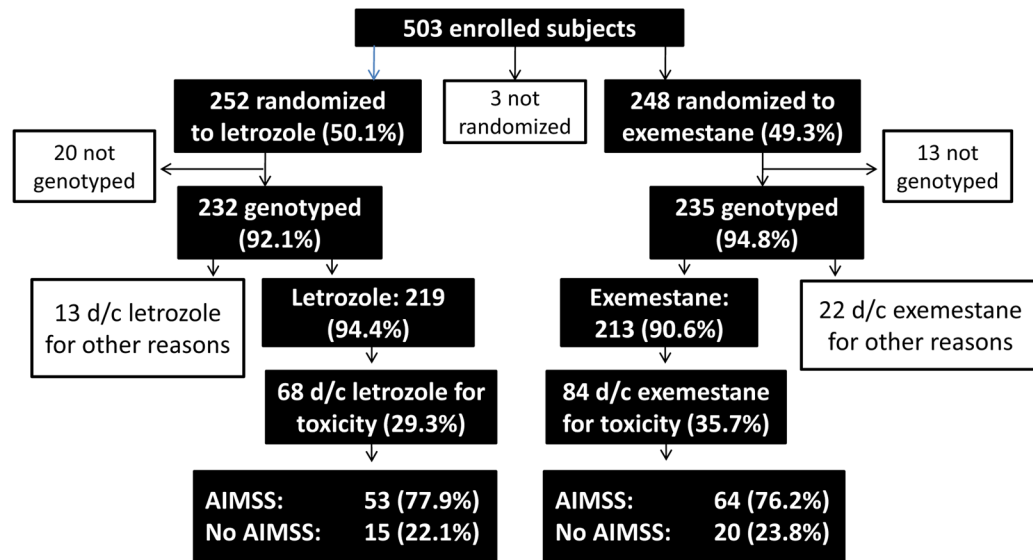 503 enrolled subjects
252 randomized
to letrozole (50.1%)
3 not
randomized
248 randomized to
exemestane (49.3%)
20 not
genotyped
13 not
genotyped
232 genotyped
(92.1%)
235 genotyped
(94.8%)
13 d/c letrozole
for other reasons
Letrozole: 219
(94.4%)
Exemestane:
213 (90.6%)
22 d/c exemestane
for other reasons
68 d/c letrozole for
toxicity (29.3%)
84 d/c exemestane
for toxicity (35.7%)
AIMSS: 53 (77.9%)
No AIMSS: 15 (22.1%)
AIMSS: 64 (76.2%)
No AIMSS: 20 (23.8%)